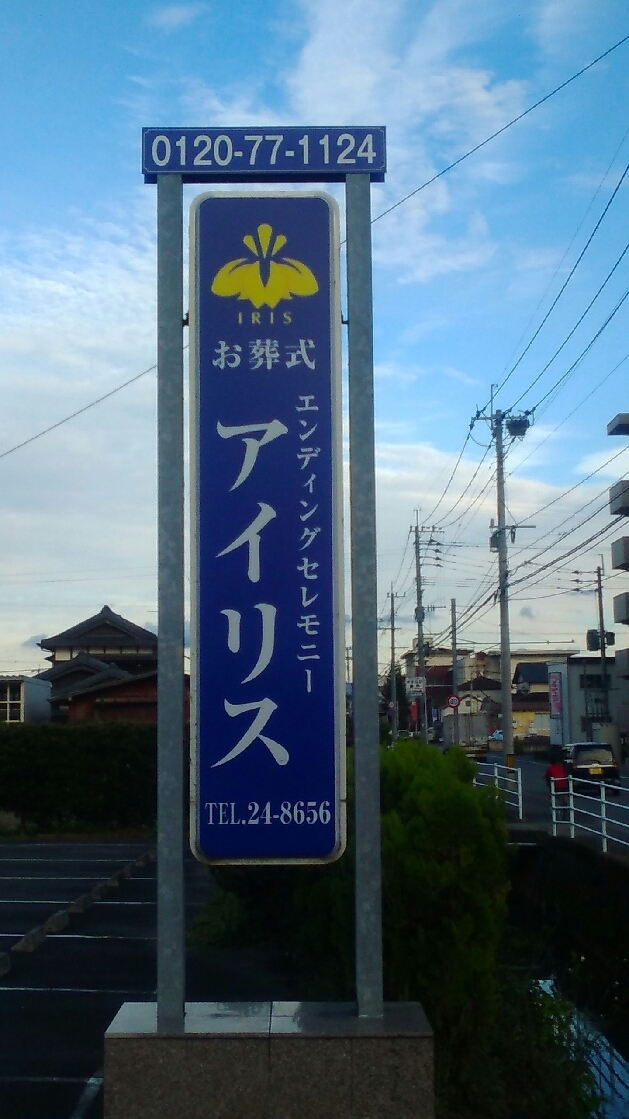 0120-77-1124
IRIS
お葬式
エンディングセレモニー
アイリス
TEL.24-8656